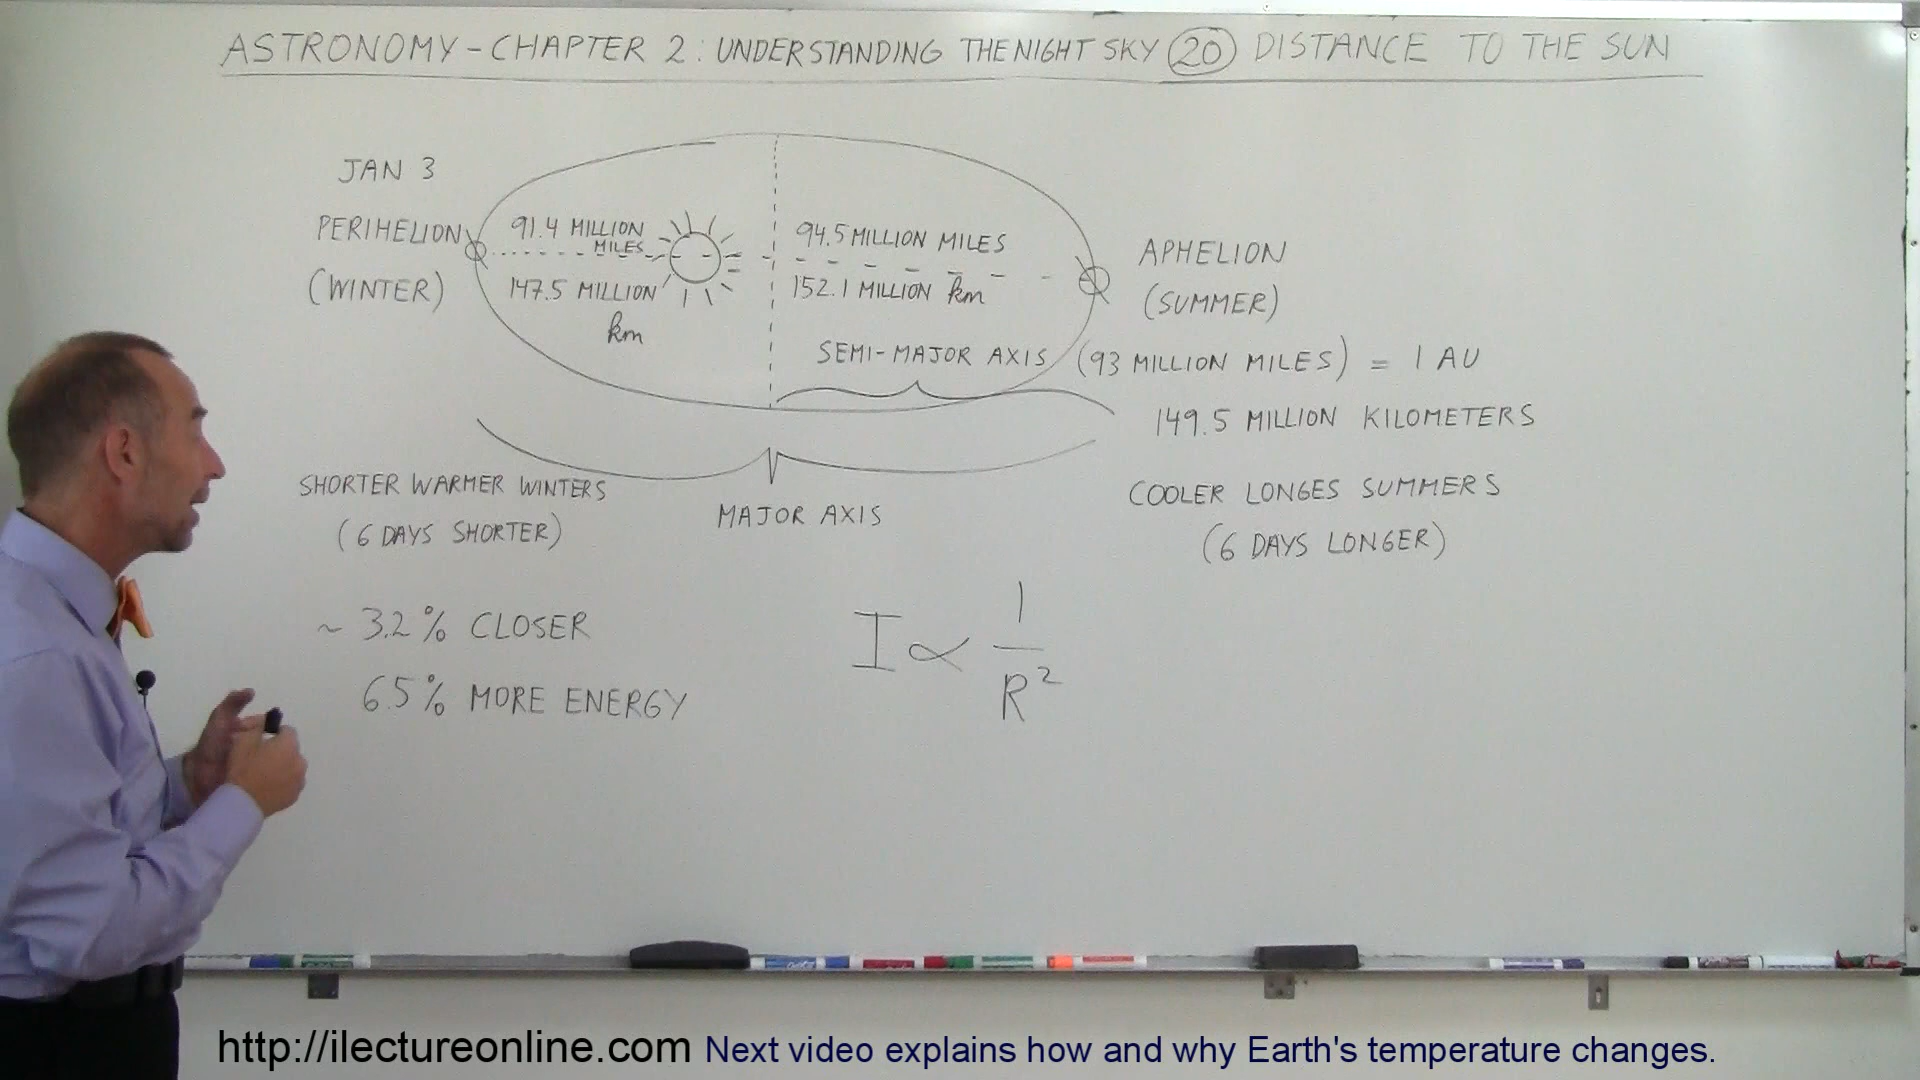 ASTRONOMY - CHAPTER 2 : UNDERSTANDING THE NIGHT SKY 20 DISTANCE TO THE SUN
JAN 3
PERIHELION
(WINTER)
91.4 MILLION
MILES
147.5 MILLION
km
94.5 MILLION MILES
152.1 MILLION km
APHELION
(SUMMER)
SEMI-MAJOR AXIS (93 MILLION MILES) = 1 AU
149.5 MILLION KILOMETERS
SHORTER WARMER WINTERS
(6 DAYS SHORTER)
MAJOR AXIS
COOLER LONGES SUMMERS
(6 DAYS LONGER)
~ 3.2% CLOSER
6.5% MORE ENERGY
I ∝ 1/R²
http://ilectureonline.com Next video explains how and why Earth's temperature changes.